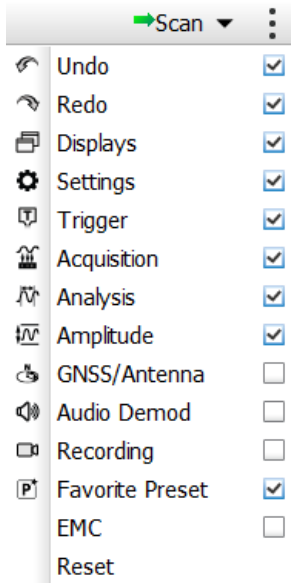 Scan
Undo
Redo
Displays
Settings
Trigger
Acquisition
Analysis
Amplitude
GNSS/Antenna
Audio Demod
Recording
Favorite Preset
EMC
Reset